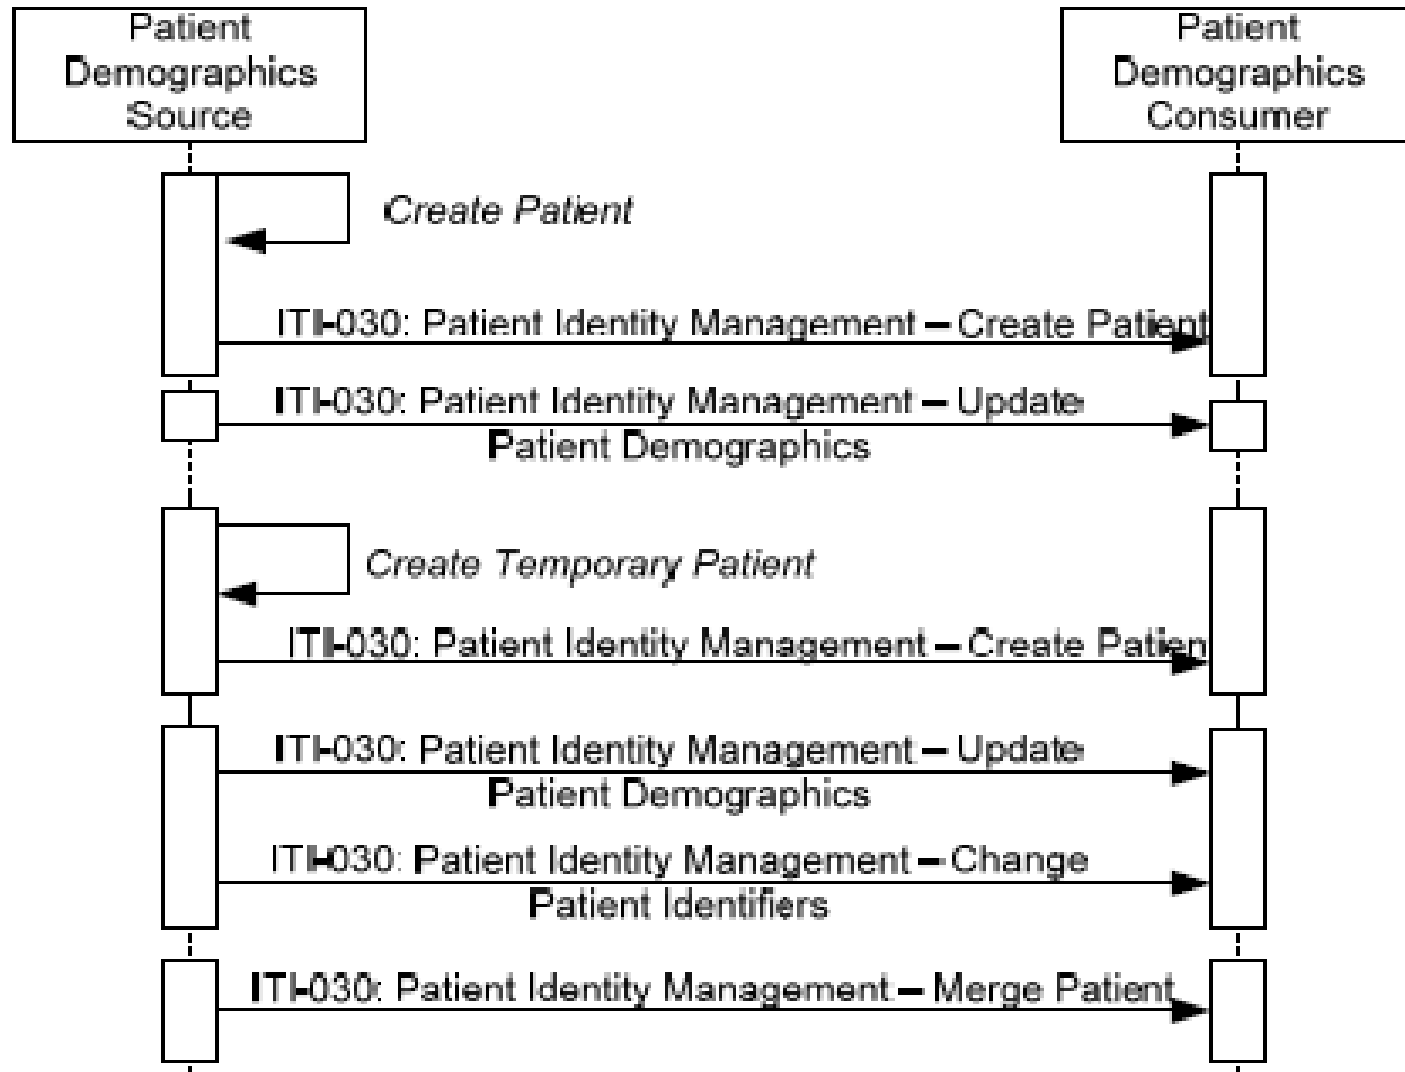 Patient
Demographics
Source
Patient
Demographics
Consumer
Create Patient
ITI-030: Patient Identity Management – Create Patient
ITI-030: Patient Identity Management – Update
Patient Demographics
Create Temporary Patient
ITI-030: Patient Identity Management – Create Patien
ITI-030: Patient Identity Management – Update
Patient Demographics
ITI-030: Patient Identity Management – Change
Patient Identifiers
ITI-030: Patient Identity Management – Merge Patient